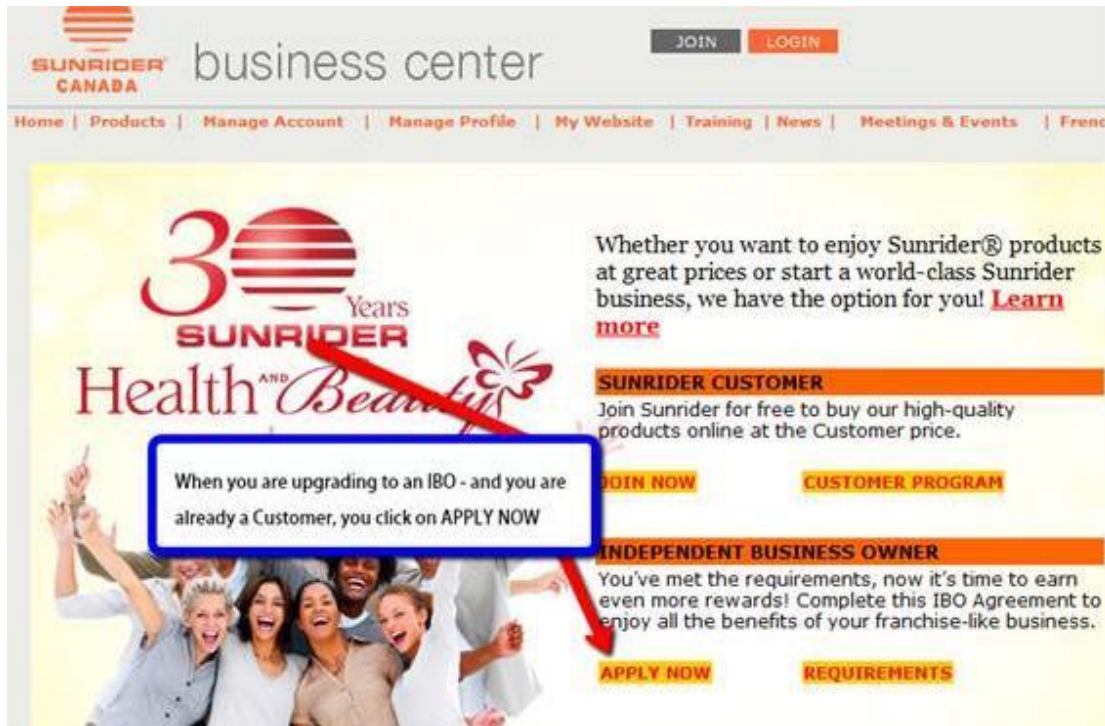 JOIN LOGIN
SUNRIDER business center
CANADA
Home | Products | Manage Account | Manage Profile | My Website | Training | News | Meetings & Events | Frenc
30
Years
SUNRIDER
Health AND Beauty
Whether you want to enjoy Sunrider® products
at great prices or start a world-class Sunrider
business, we have the option for you! Learn
more
SUNRIDER CUSTOMER
Join Sunrider for free to buy our high-quality
products online at the Customer price.
JOIN NOW CUSTOMER PROGRAM
When you are upgrading to an IBO - and you are
already a Customer, you click on APPLY NOW
INDEPENDENT BUSINESS OWNER
You've met the requirements, now it's time to earn
even more rewards! Complete this IBO Agreement to
enjoy all the benefits of your franchise-like business.
APPLY NOW REQUIREMENTS